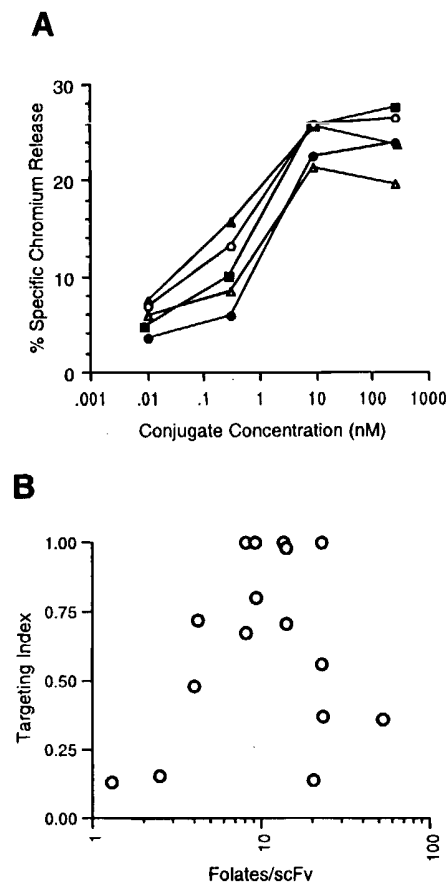 A
30
20
10
0
% Specific Chromium Release
.001 .01 .1 1 10 100 1000
Conjugate Concentration (nM)
B
1.00
0.75
0.50
0.25
0.00
Targeting Index
1 10 100
Folates/scFv